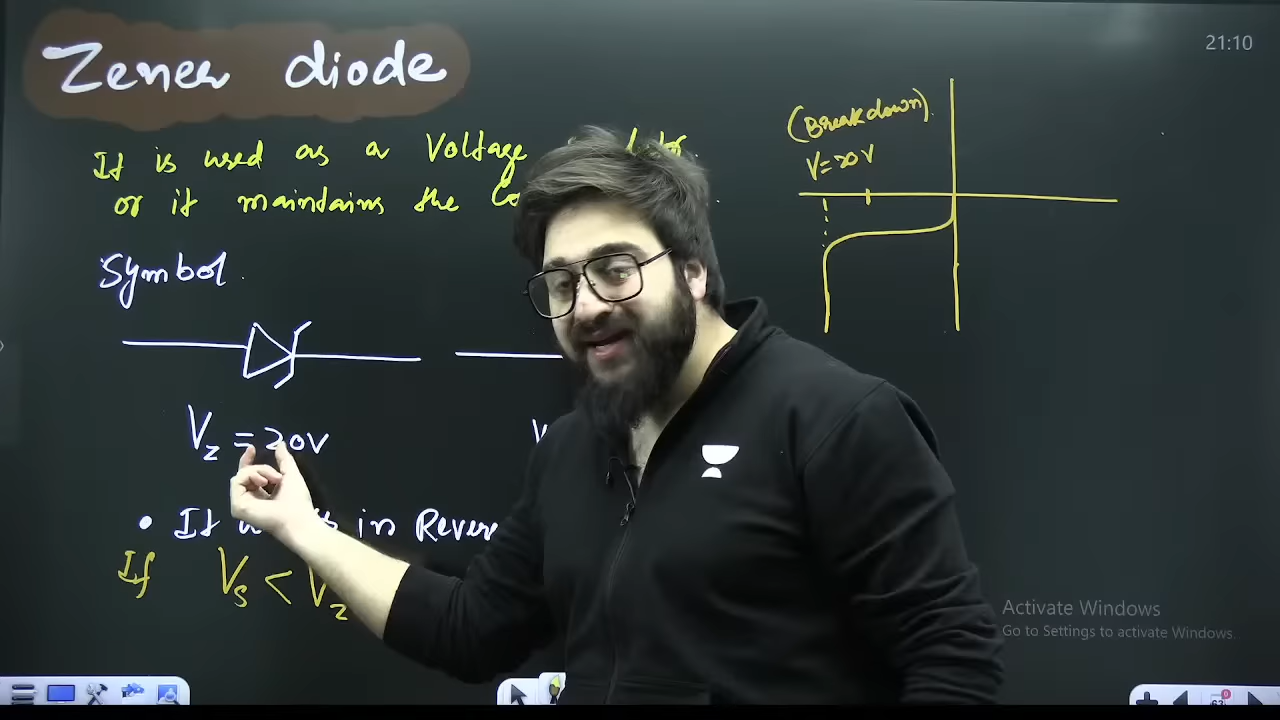 Zener diode
21:10
(Breakdown)
It is used as a Voltage
V=20V
or it maintains the
Symbol.
Vz = 20V
• It in Rever
If Vs < Vz
Activate Windows
Go to Settings to activate Windows.
63